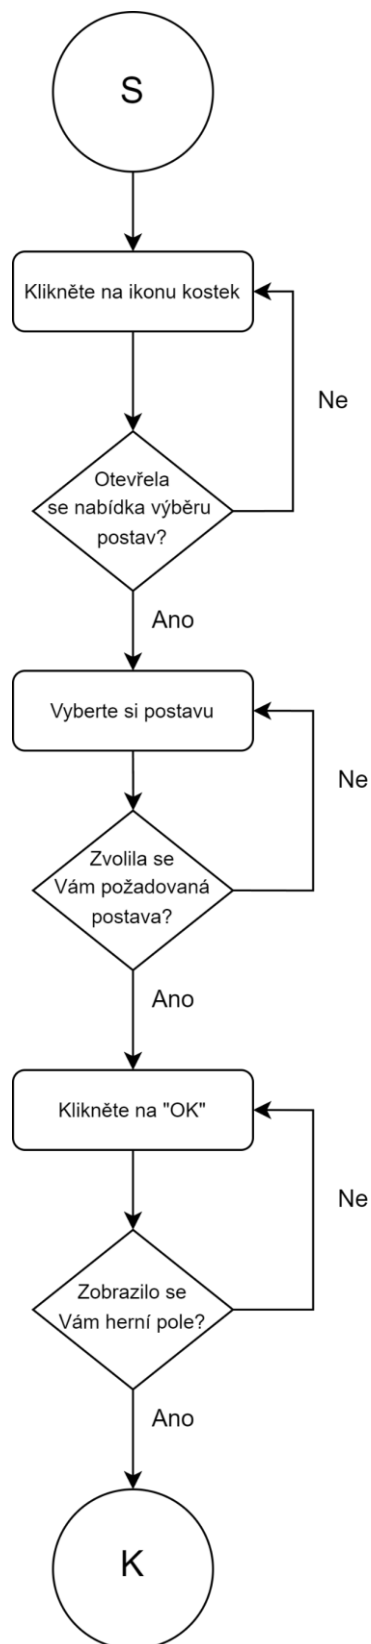 S
Klikněte na ikonu kostek
Ne
Otevřela
se nabídka výběru
postav?
Ano
Vyberte si postavu
Ne
Zvolila se
Vám požadovaná
postava?
Ano
Klikněte na "OK"
Ne
Zobrazilo se
Vám herní pole?
Ano
K